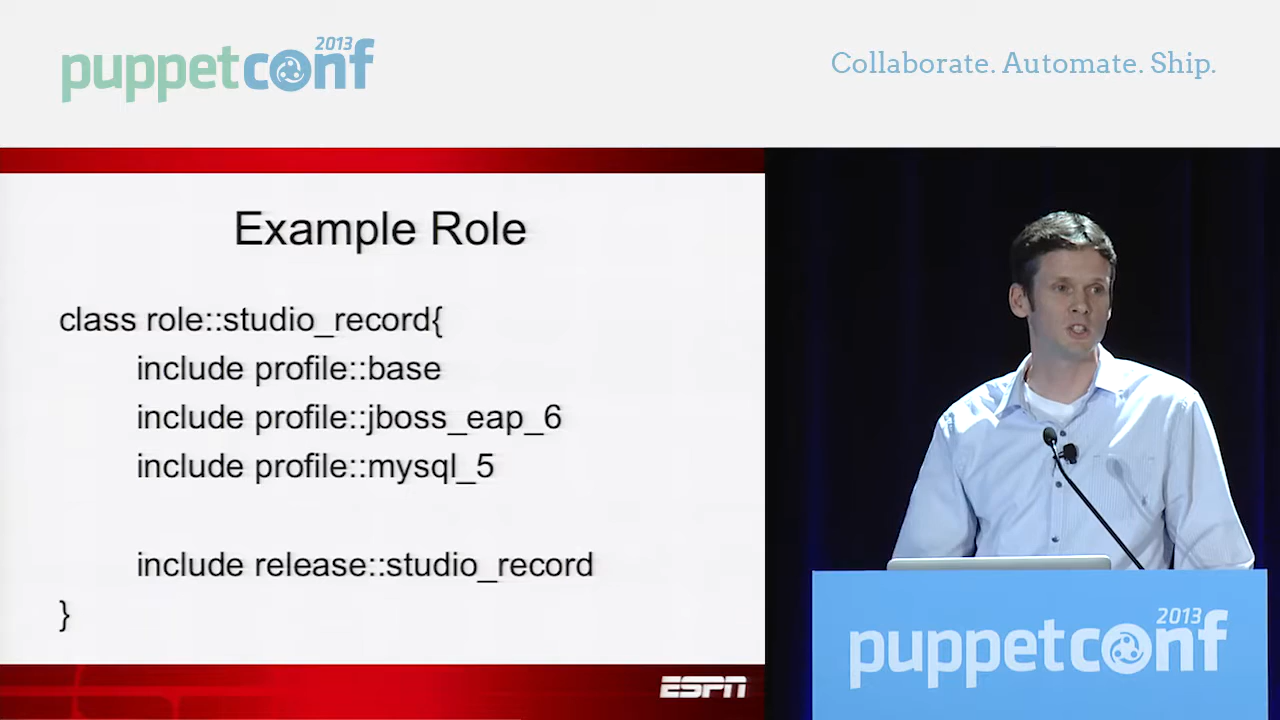 puppetconf 2013
Collaborate. Automate. Ship.
Example Role
class role::studio_record{
include profile::base
include profile::jboss_eap_6
include profile::mysql_5
include release::studio_record
}
ESPN
puppetconf 2013